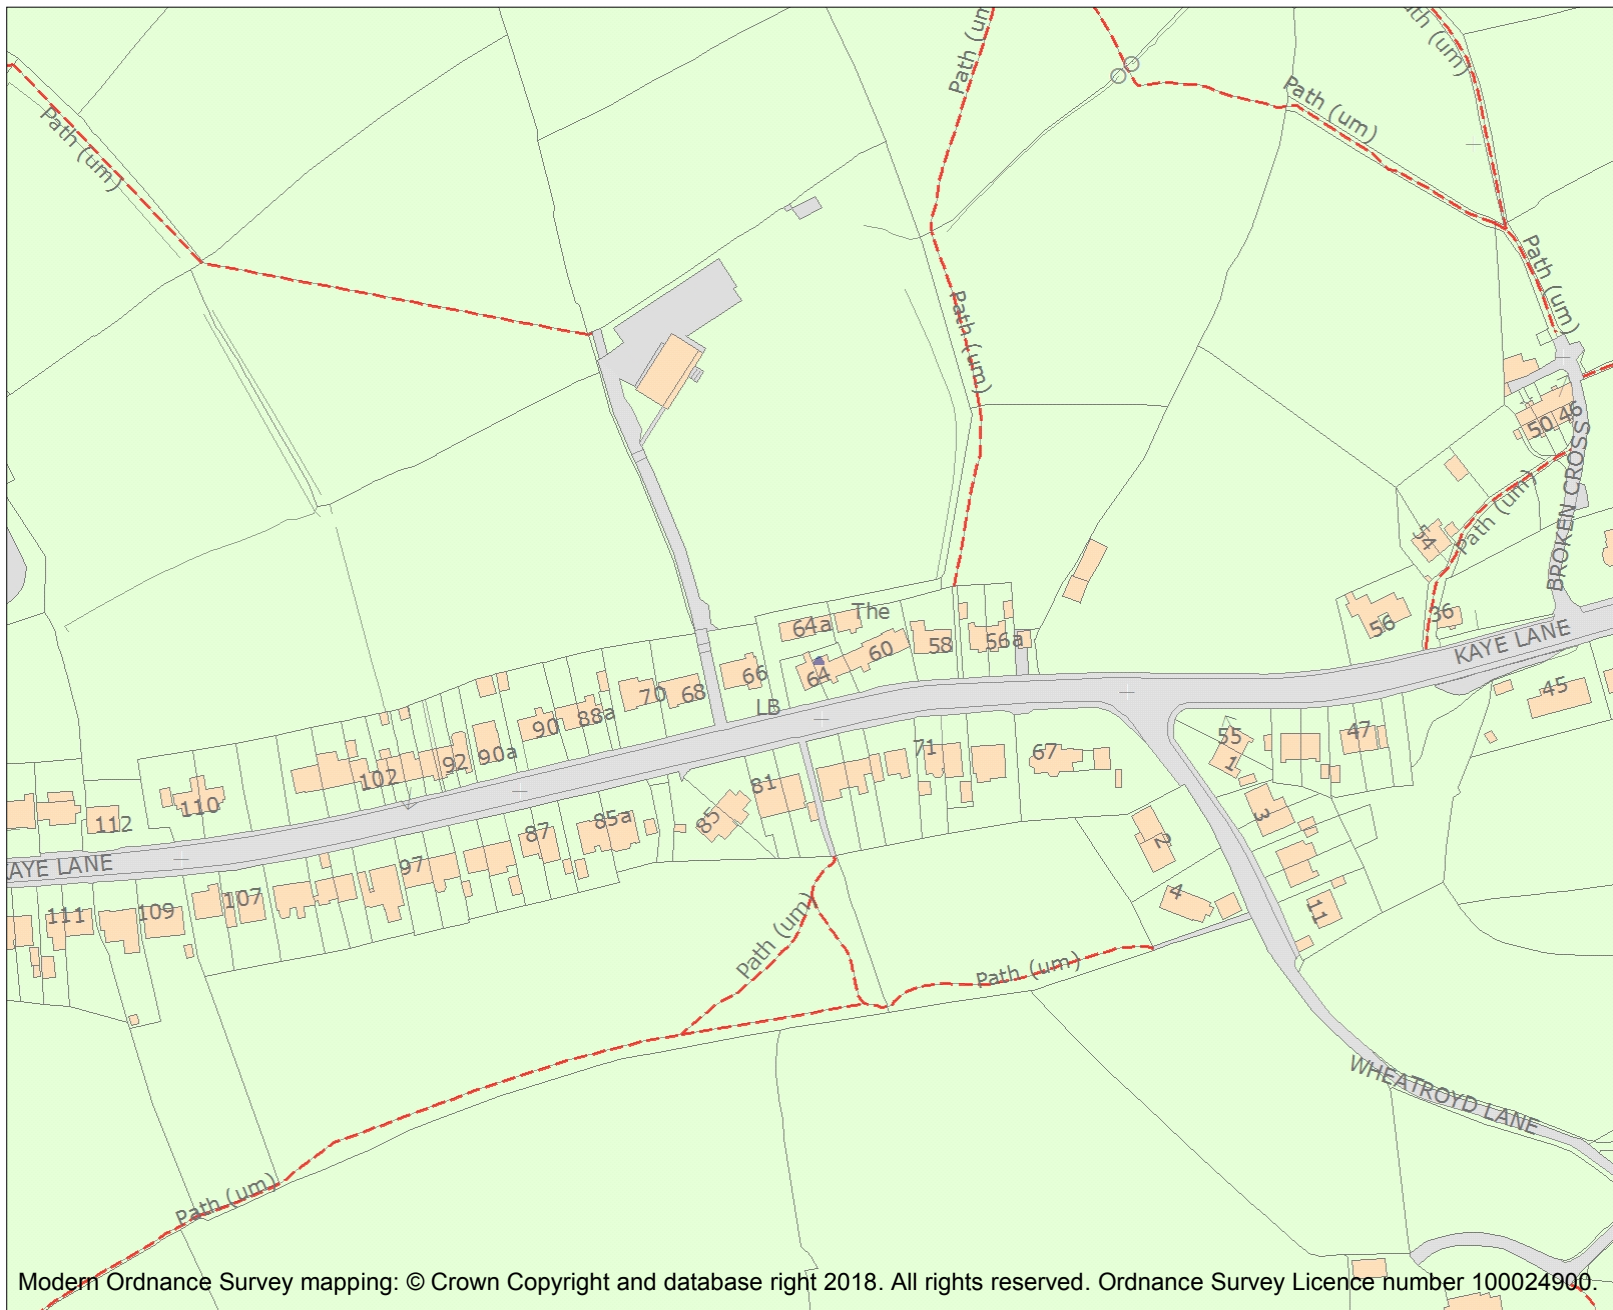 Path (um)
Path (um)
Path (um)
Path (um)
Path (um)
Path (um)
50
46
BROKEN CROSS
Path (um)
54
The
64a
36
56
KAYE LANE
58
56a
60
64
66
70
68
45
LB
88a
90
71
67
55
47
90a
92
1
102
81
110
3
112
85
85a
87
2
KAYE LANE
97
4
107
11
111
109
Path (um)
Path (um)
WHEATROYD LANE
Path (um)
Modern Ordnance Survey mapping: © Crown Copyright and database right 2018. All rights reserved. Ordnance Survey Licence number 100024900.